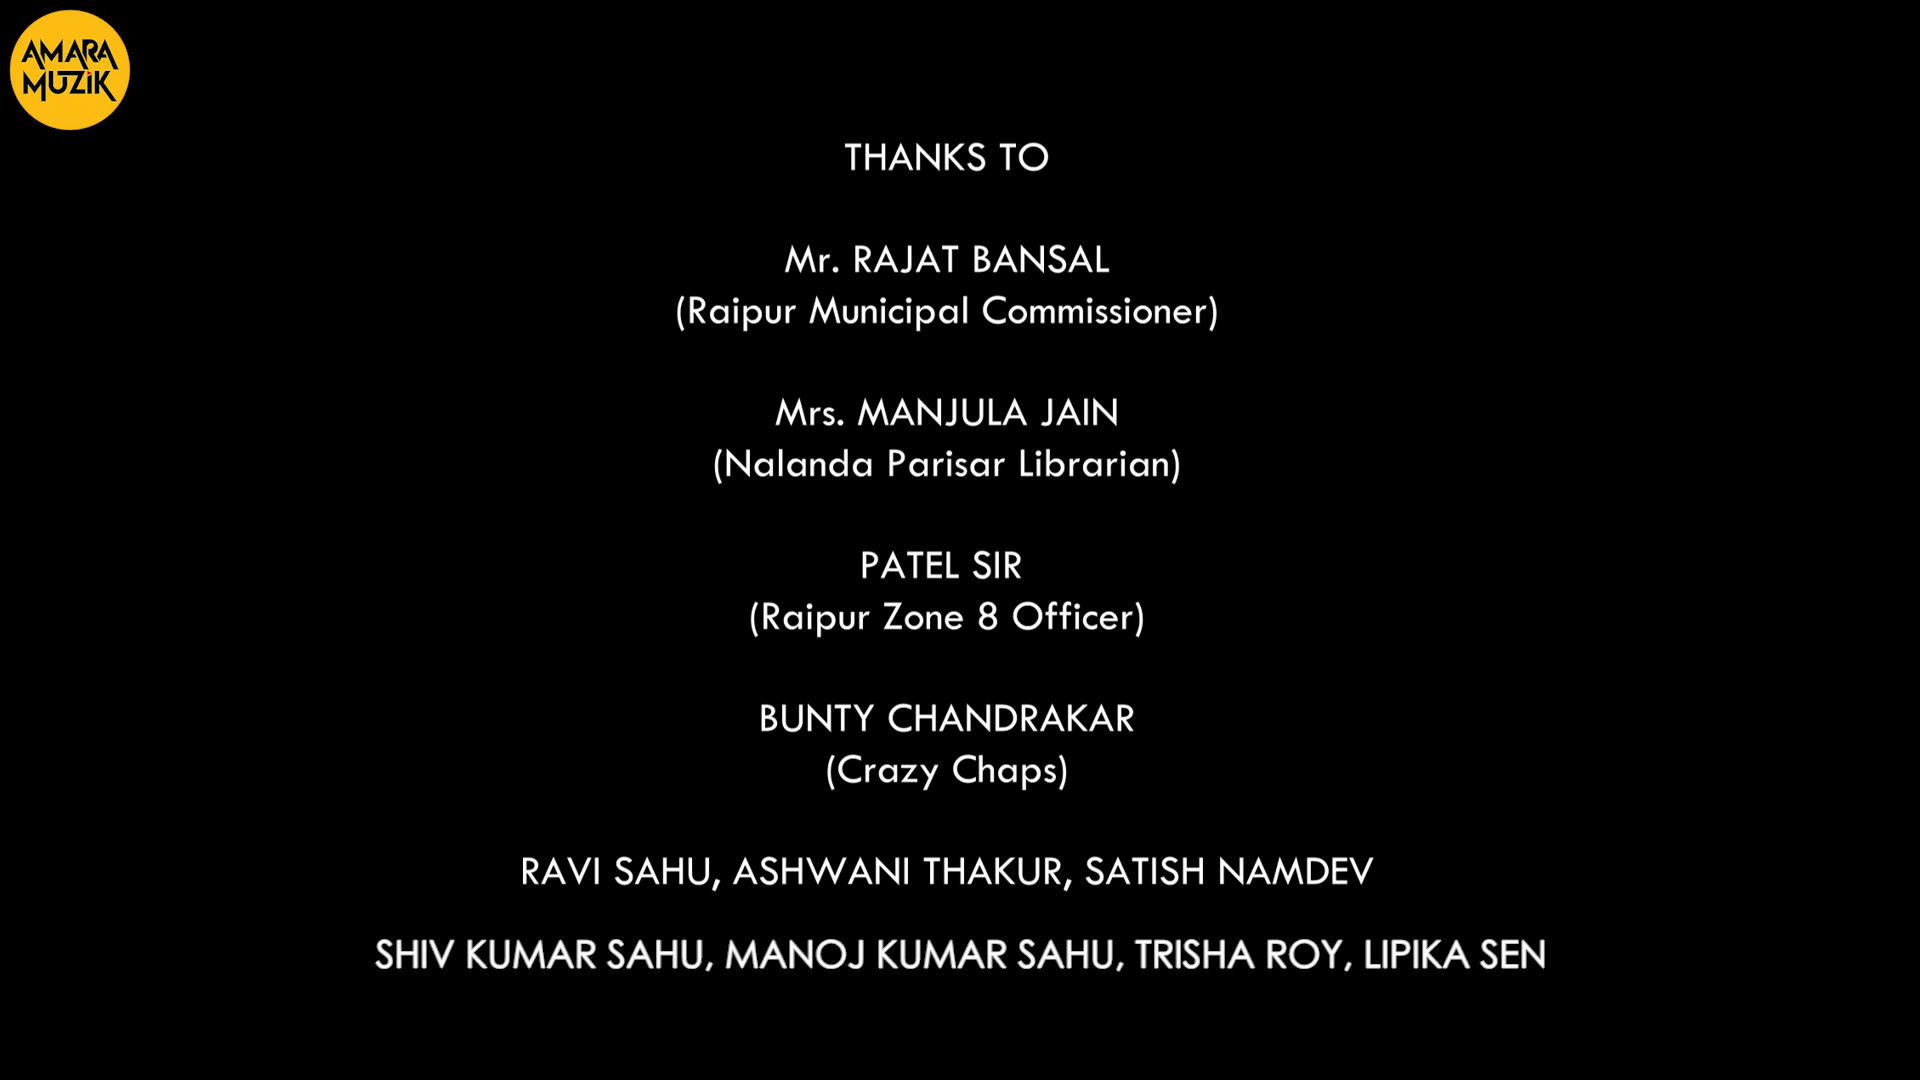 AMARA
MUZIK
THANKS TO
Mr. RAJAT BANSAL
(Raipur Municipal Commissioner)
Mrs. MANJULA JAIN
(Nalanda Parisar Librarian)
PATEL SIR
(Raipur Zone 8 Officer)
BUNTY CHANDRAKAR
(Crazy Chaps)
RAVI SAHU, ASHWANI THAKUR, SATISH NAMDEV
SHIV KUMAR SAHU, MANOJ KUMAR SAHU, TRISHA ROY, LIPIKA SEN